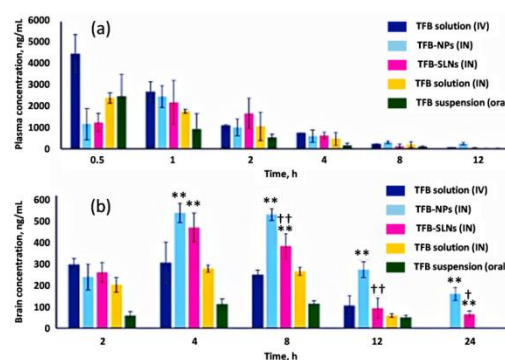 (a)
Plasma concentration, ng/mL
6000
5000
4000
3000
2000
1000
0
TFB solution (IV)
TFB-NPs (IN)
TFB-SLNs (IN)
TFB solution (IN)
TFB suspension (oral)
0.5 1 2 4 8 12
Time, h
(b)
Brain concentration, ng/mL
600
500
400
300
200
100
0
** ** ** †† ** ** †† ** † **
TFB solution (IV)
TFB-NPs (IN)
TFB-SLNs (IN)
TFB solution (IN)
TFB suspension (oral
2 4 8 12 24
Time, h